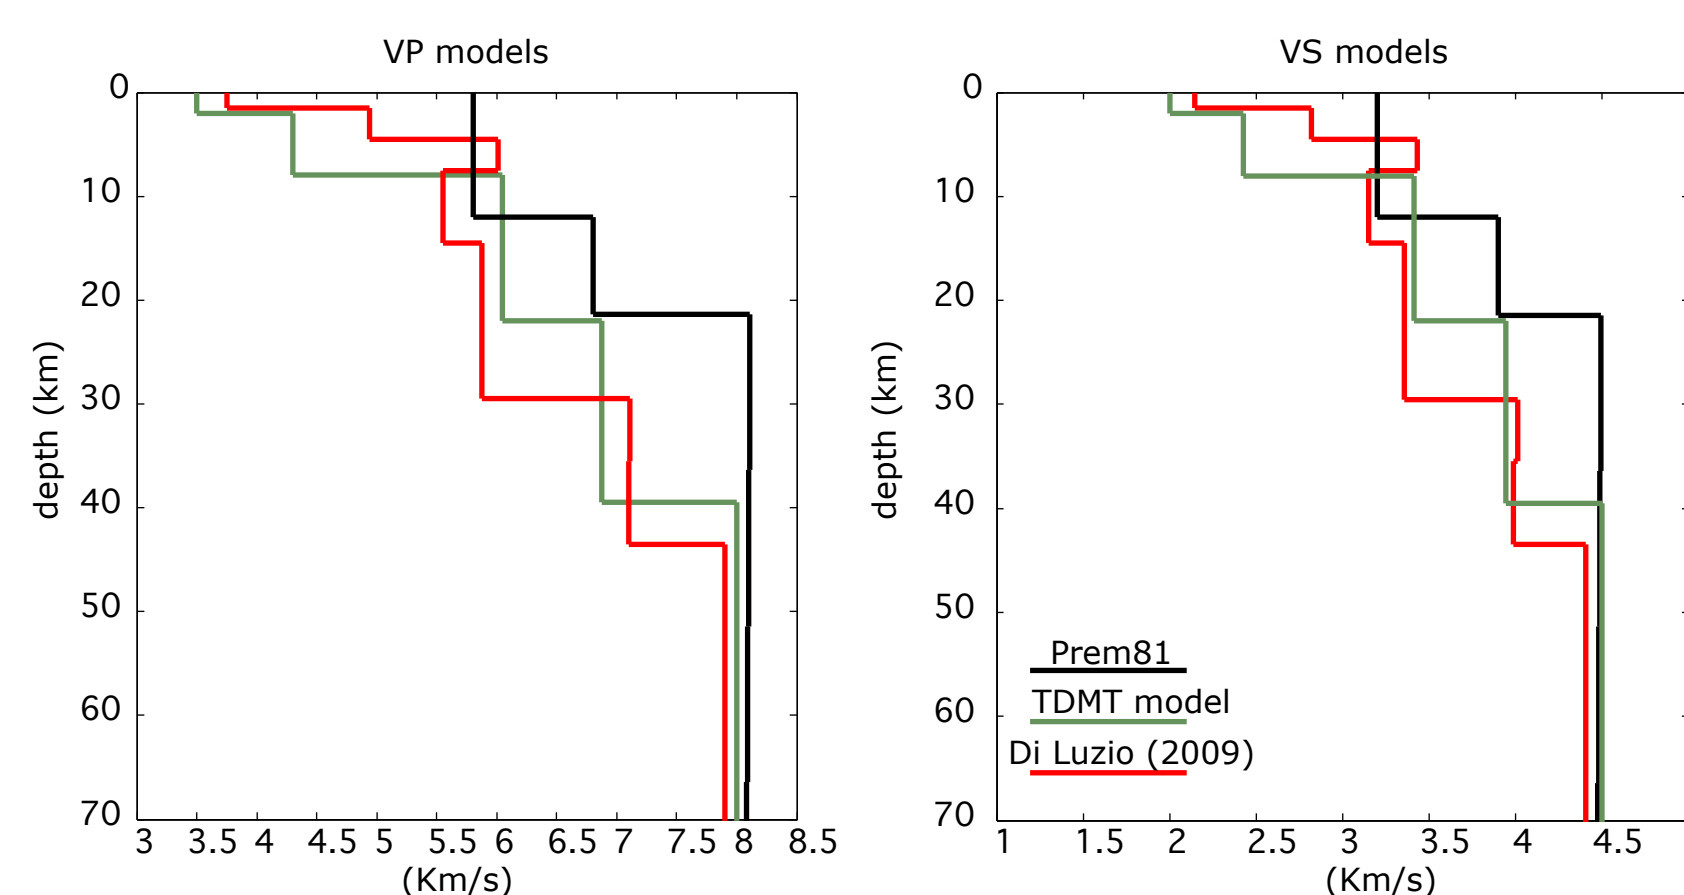 VP models
0
10
20
30
40
50
60
70
depth (km)
3 3.5 4 4.5 5 5.5 6 6.5 7 7.5 8 8.5
(Km/s)
VS models
0
10
20
30
40
50
60
70
depth (km)
Prem81
TDMT model
Di Luzio (2009)
1 1.5 2 2.5 3 3.5 4 4.5
(Km/s)